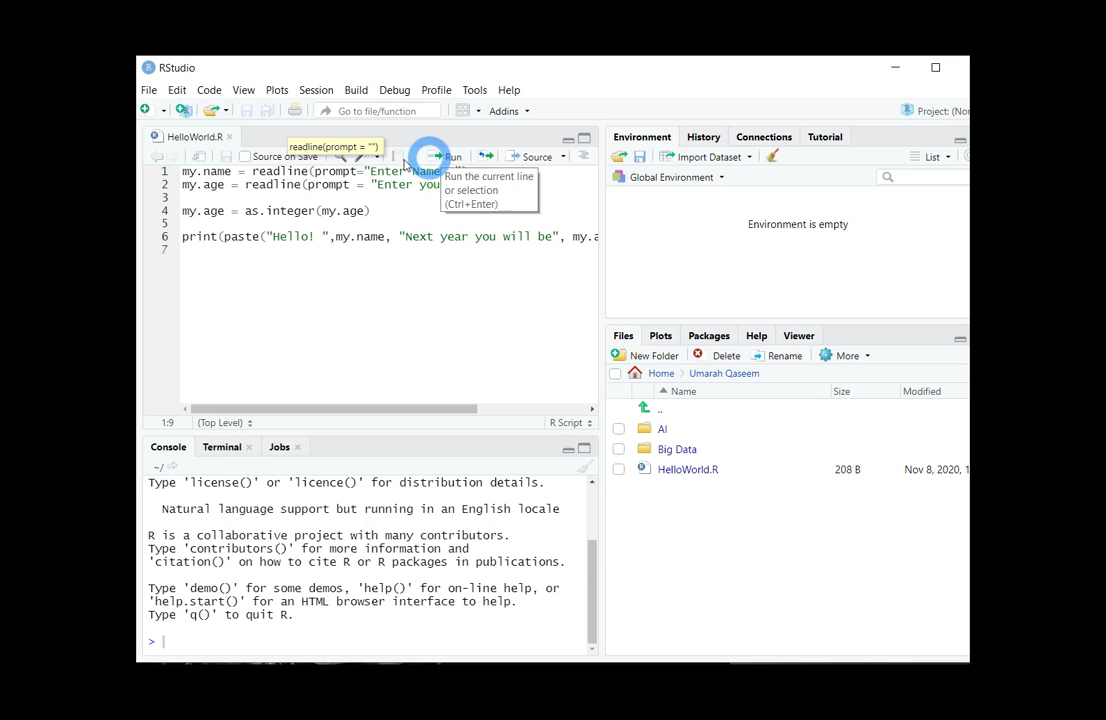 RStudio
File Edit Code View Plots Session Build Debug Profile Tools Help
Go to file/function Addins Project: (Nor
HelloWorld.R
readline(prompt = "")
Source on Save Run Source
Run the current line
or selection
(Ctrl+Enter)
1 my.name = readline(prompt="Enter Name
2 my.age = readline(prompt = "Enter you
3
4 my.age = as.integer(my.age)
5
6 print(paste("Hello! ",my.name, "Next year you will be", my.a
7
1:9 (Top Level) R Script
Console Terminal Jobs
~/
Type 'license()' or 'licence()' for distribution details.
Natural language support but running in an English locale
R is a collaborative project with many contributors.
Type 'contributors()' for more information and
'citation()' on how to cite R or R packages in publications.
Type 'demo()' for some demos, 'help()' for on-line help, or
'help.start()' for an HTML browser interface to help.
Type 'q()' to quit R.
>
Environment History Connections Tutorial
Import Dataset List
Global Environment
Environment is empty
Files Plots Packages Help Viewer
New Folder Delete Rename More
Home Umarah Qaseem
Name Size Modified
..
AI
Big Data
HelloWorld.R 208 B Nov 8, 2020, 1